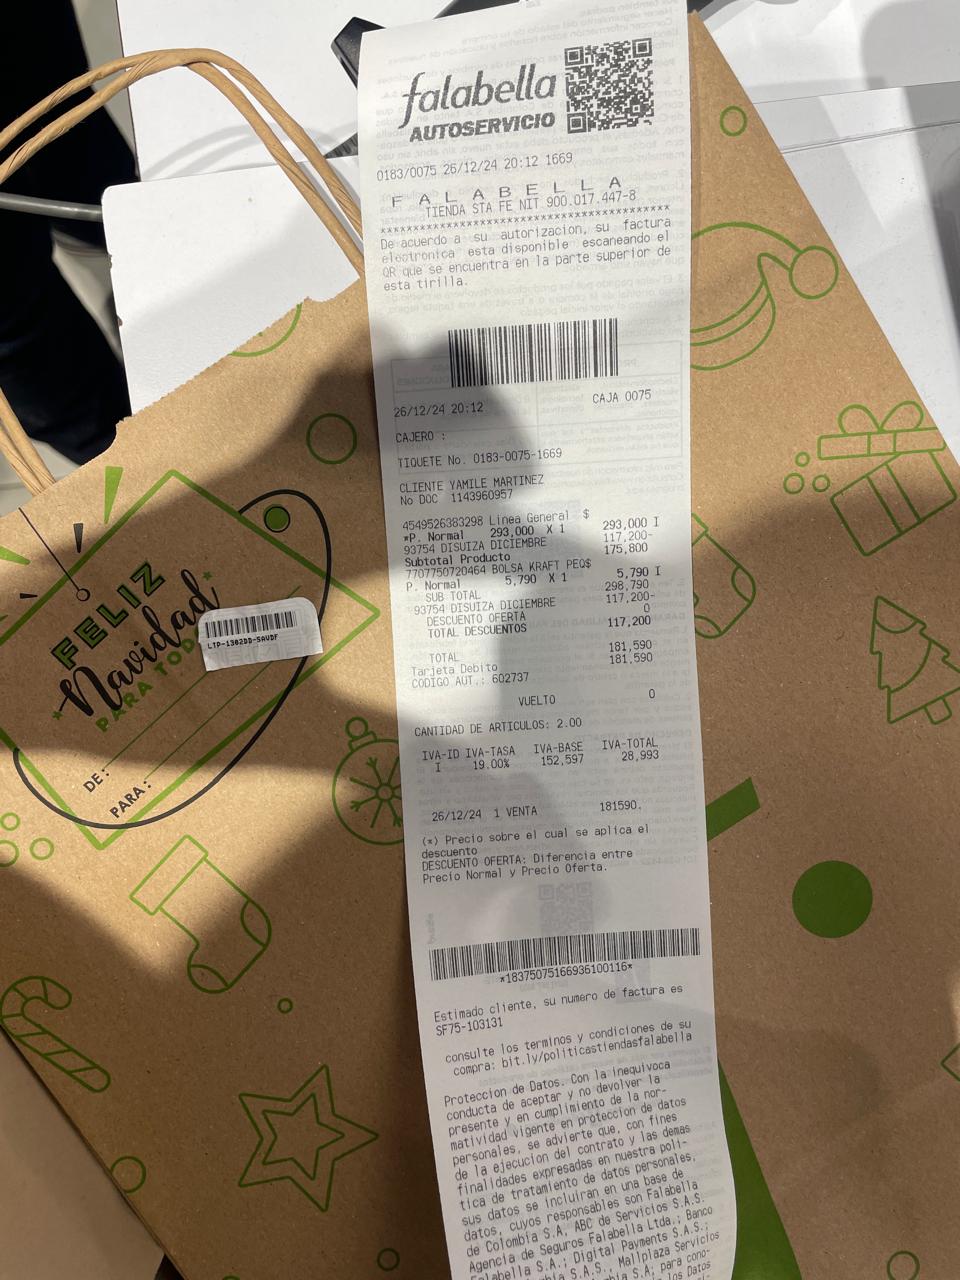 falabella
AUTOSERVICIO
0183/0075 26/12/24 20:12 1669
F A L A B E L L A
TIENDA STA FE NIT 900.017.447-8
De acuerdo a su autorizacion, su factura
electronica esta disponible escaneando el
QR que se encuentra en la parte superior de
esta tirilla.
26/12/24 20:12 CAJA 0075
CAJERO :
TIQUETE No. 0183-0075-1669
CLIENTE YAMILE MARTINEZ
No DOC 1143960957
4549526383298 Linea General $
*P. Normal 293,000 X 1 293,000 I
93754 DISUIZA DICIEMBRE 117,200-
Subtotal Producto 175,800
7707750720464 BOLSA KRAFT PEQ$
P. Normal 5,790 X 1 5,790 I
SUB TOTAL 298,790
93754 DISUIZA DICIEMBRE 117,200-
DESCUENTO OFERTA 0
TOTAL DESCUENTOS 117,200
TOTAL 181,590
Tarjeta Debito 181,590
CODIGO AUT.: 602737
VUELTO 0
CANTIDAD DE ARTICULOS: 2.00
IVA-ID IVA-TASA IVA-BASE IVA-TOTAL
I 19.00% 152,597 28,993
26/12/24 1 VENTA 181590.
(*) Precio sobre el cual se aplica el
descuento
DESCUENTO OFERTA: Diferencia entre
Precio Normal y Precio Oferta.
*18375075166936100116*
Estimado cliente, su numero de factura es
SF75-103131
consulte los terminos y condiciones de su
compra: bit.ly/politicastiendasfalabella
Proteccion de Datos. Con la inequivoca
conducta de aceptar y no devolver la
presente y en cumplimiento de la nor-
matividad vigente en proteccion de datos
personales, se advierte que, con fines
de la ejecucion del contrato y las demas
finalidades expresadas en nuestra poli-
tica de tratamiento de datos personales,
sus datos se incluiran en una base de
datos, cuyos responsables son Falabella
de Colombia S.A, ABC de Servicios S.A.S.
Agencia de Seguros Falabella Ltda.; Banco
Falabella S.A.; Digital Payments S.A.S.;
S.A.S., Mallplaza Servicios
S.A; para cono-
los Datos
FELIZ
Navidad
PARA TOD
DE:
PARA:
LTP-1302DD-SAVDF